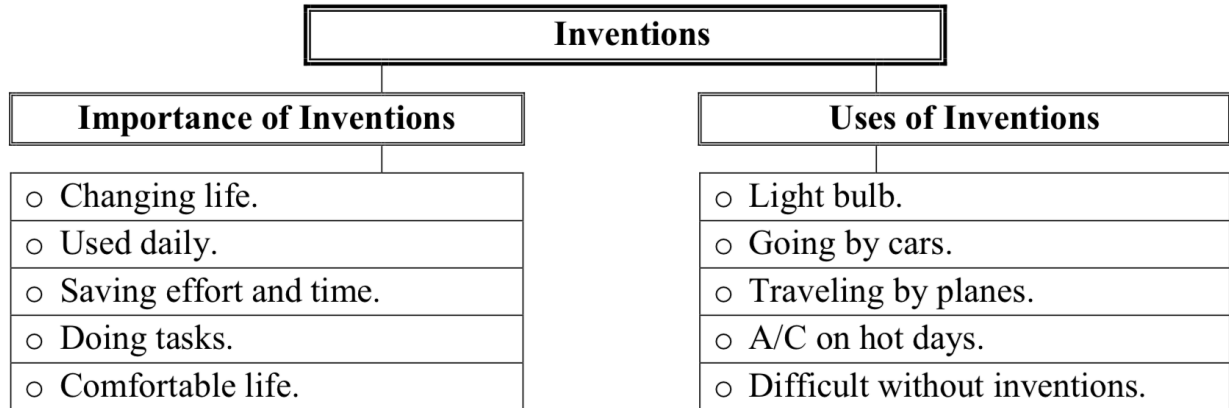 Inventions
Importance of Inventions
○ Changing life.
○ Used daily.
○ Saving effort and time.
○ Doing tasks.
○ Comfortable life.
Uses of Inventions
○ Light bulb.
○ Going by cars.
○ Traveling by planes.
○ A/C on hot days.
○ Difficult without inventions.